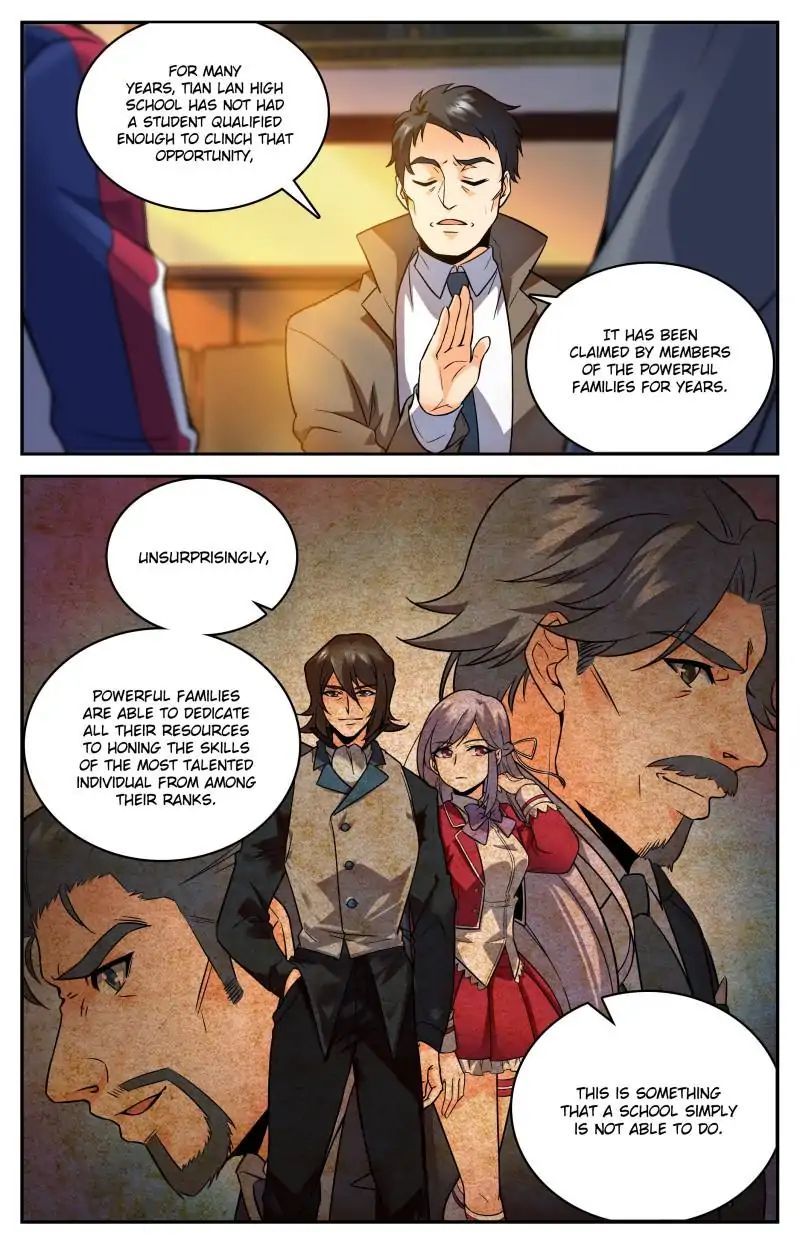 FOR MANY
YEARS, TIAN LAN HIGH
SCHOOL HAS NOT HAD
A STUDENT QUALIFIED
ENOUGH TO CLINCH THAT
OPPORTUNITY,
IT HAS BEEN
CLAIMED BY MEMBERS
OF THE POWERFUL
FAMILIES FOR YEARS.
UNSURPRISINGLY,
POWERFUL FAMILIES
ARE ABLE TO DEDICATE
ALL THEIR RESOURCES
TO HONING THE SKILLS
OF THE MOST TALENTED
INDIVIDUAL FROM AMONG
THEIR RANKS.
THIS IS SOMETHING
THAT A SCHOOL SIMPLY
IS NOT ABLE TO DO.